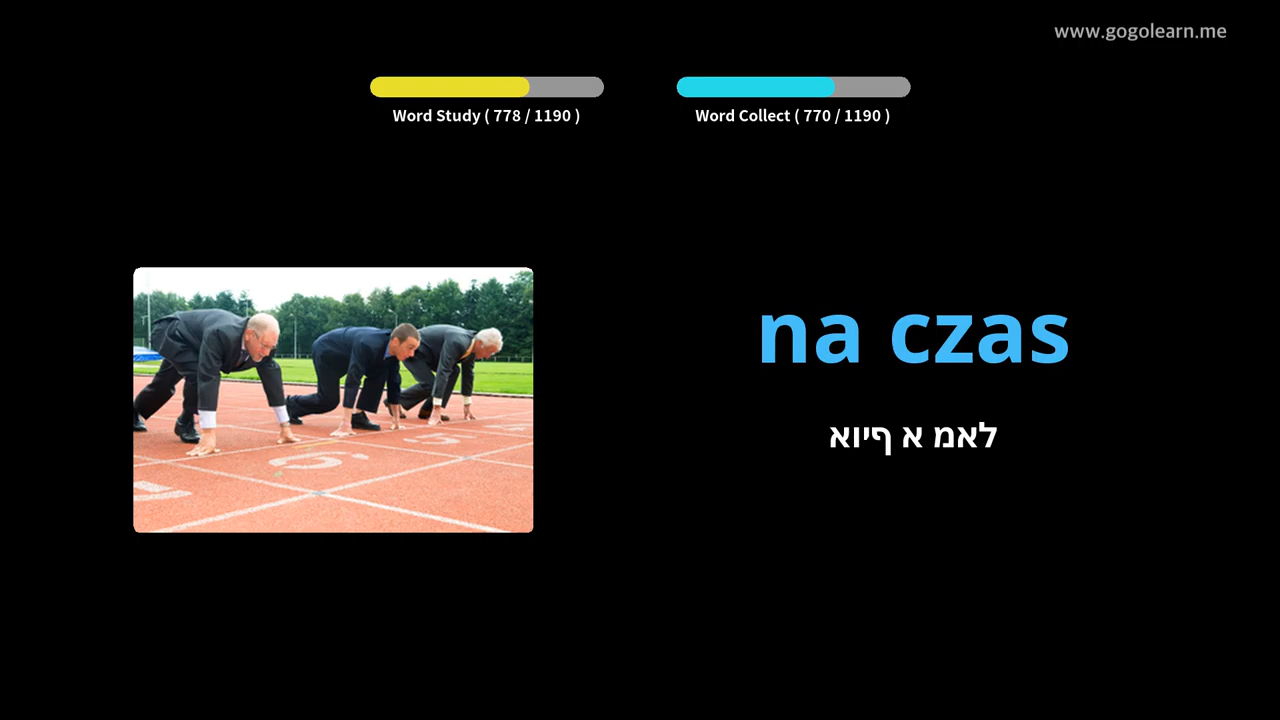 www.gogolearn.me
Word Study ( 778 / 1190 )
Word Collect ( 770 / 1190 )
na czas
לאמ א ףיוא